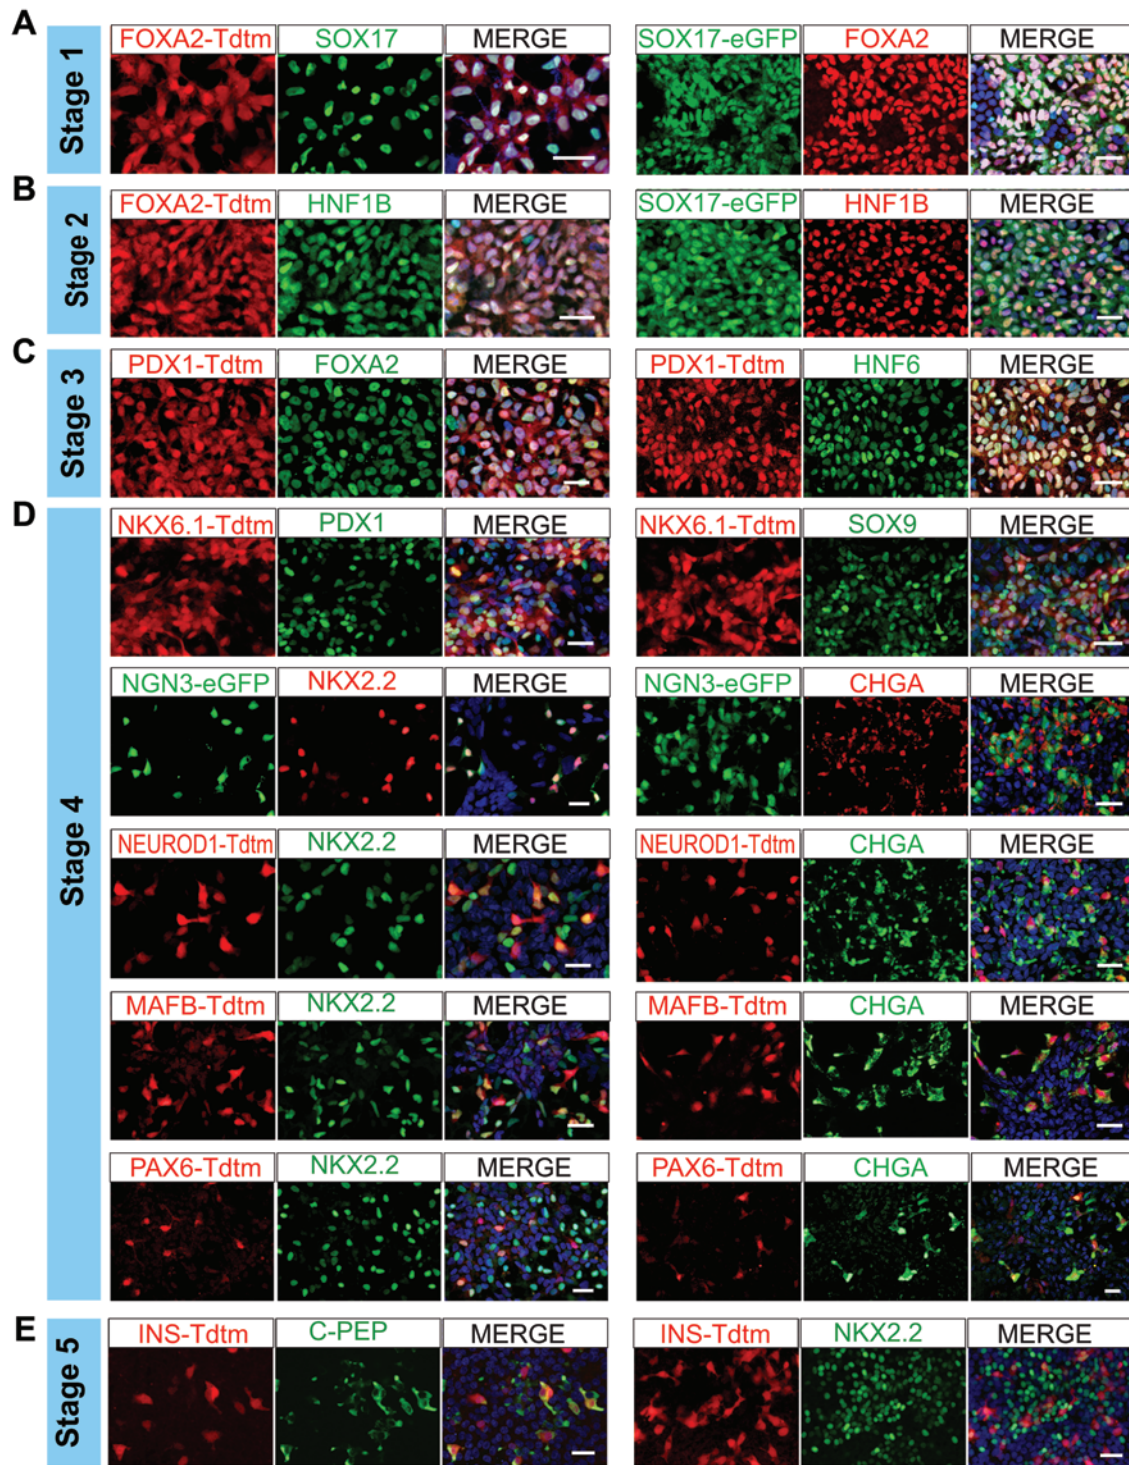 A
Stage 1
FOXA2-Tdtm SOX17 MERGE SOX17-eGFP FOXA2
B
Stage 2
FOXA2-Tdtm HNF1B MERGE SOX17-eGFP HNF1B MERGE
C
Stage 3
PDX1-Tdtm FOXA2 MERGE PDX1-Tdtm HNF6 MERGE
D
Stage 4
NKX6.1-Tdtm PDX1 MERGE NKX6.1-Tdtm SOX9 MERGE
NGN3-eGFP NKX2.2 MERGE NGN3-eGFP CHGA MERGE
NEUROD1-Tdtm NKX2.2 MERGE NEUROD1-Tdtm CHGA MERGE
MAFB-Tdtm NKX2.2 MERGE MAFB-Tdtm CHGA MERGE
PAX6-Tdtm NKX2.2 MERGE PAX6-Tdtm CHGA MERGE
E
Stage 5
INS-Tdtm C-PEP MERGE INS-Tdtm NKX2.2 MERGE